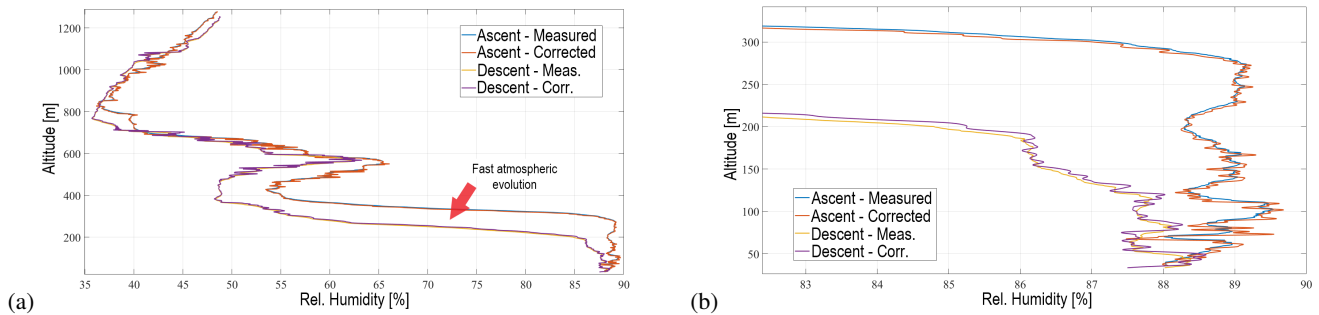 (a)
Altitude [m]
1200
1000
800
600
400
200
35 40 45 50 55 60 65 70 75 80 85 90
Rel. Humidity [%]
Ascent - Measured
Ascent - Corrected
Descent - Meas.
Descent - Corr.
Fast atmospheric
evolution
(b)
Altitude [m]
300
250
200
150
100
50
83 84 85 86 87 88 89 90
Rel. Humidity [%]
Ascent - Measured
Ascent - Corrected
Descent - Meas.
Descent - Corr.